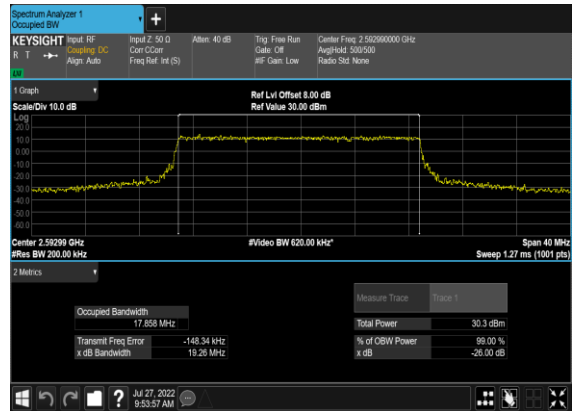 Spectrum Analyzer 1
Occupied BW
+
KEYSIGHT Input: RF Input Z: 50 Ω Atten: 40 dB Trig: Free Run Center Freq: 2.592990000 GHz
R T Coupling: DC Corr CCorr Gate: Off Avg|Hold: 500/500
Align: Auto Freq Ref: Int (S) #IF Gain: Low Radio Std: None
1 Graph
Ref Lvl Offset 8.00 dB
Scale/Div 10.0 dB Ref Value 30.00 dBm
Log
20.0
10.0
0.00
-10.0
-20.0
-30.0
-40.0
-50.0
-60.0
Center 2.59299 GHz #Video BW 620.00 kHz* Span 40 MHz
#Res BW 200.00 kHz Sweep 1.27 ms (1001 pts)
2 Metrics
Measure Trace Trace 1
Occupied Bandwidth
17.858 MHz
Total Power 30.3 dBm
Transmit Freq Error -148.34 kHz
% of OBW Power 99.00 %
x dB Bandwidth 19.26 MHz
x dB -26.00 dB
?
Jul 27, 2022
9:53:57 AM